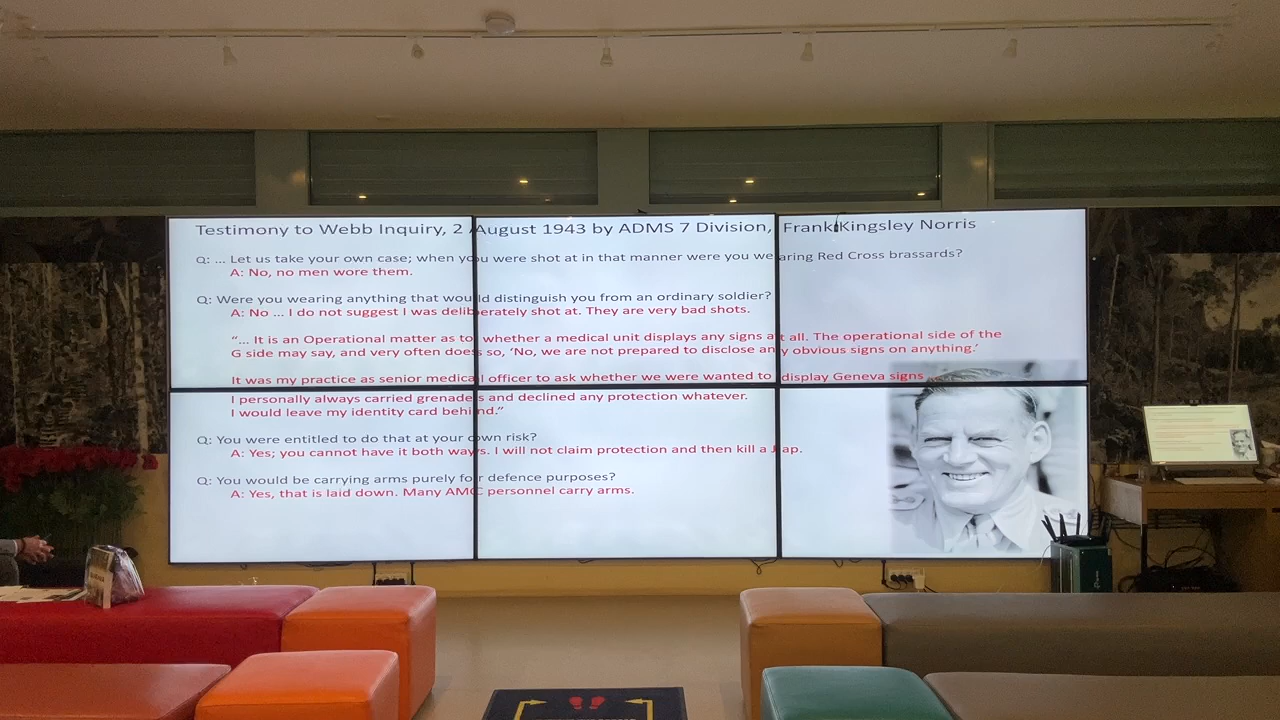 Testimony to Webb Inquiry, 2 August 1943 by ADMS 7 Division, Frank Kingsley Norris
Q: ... Let us take your own case; when you were shot at in that manner were you wearing Red Cross brassards?
A: No, no men wore them.
Q: Were you wearing anything that would distinguish you from an ordinary soldier?
A: No ... I do not suggest I was deliberately shot at. They are very bad shots.
“... It is an Operational matter as to whether a medical unit displays any signs at all. The operational side of the
G side may say, and very often does so, ‘No, we are not prepared to disclose any obvious signs on anything.’
It was my practice as senior medical officer to ask whether we were wanted to display Geneva signs
I personally always carried grenades and declined any protection whatever.
I would leave my identity card behind.”
Q: You were entitled to do that at your own risk?
A: Yes; you cannot have it both ways. I will not claim protection and then kill a Jap.
Q: You would be carrying arms purely for defence purposes?
A: Yes, that is laid down. Many AMC personnel carry arms.